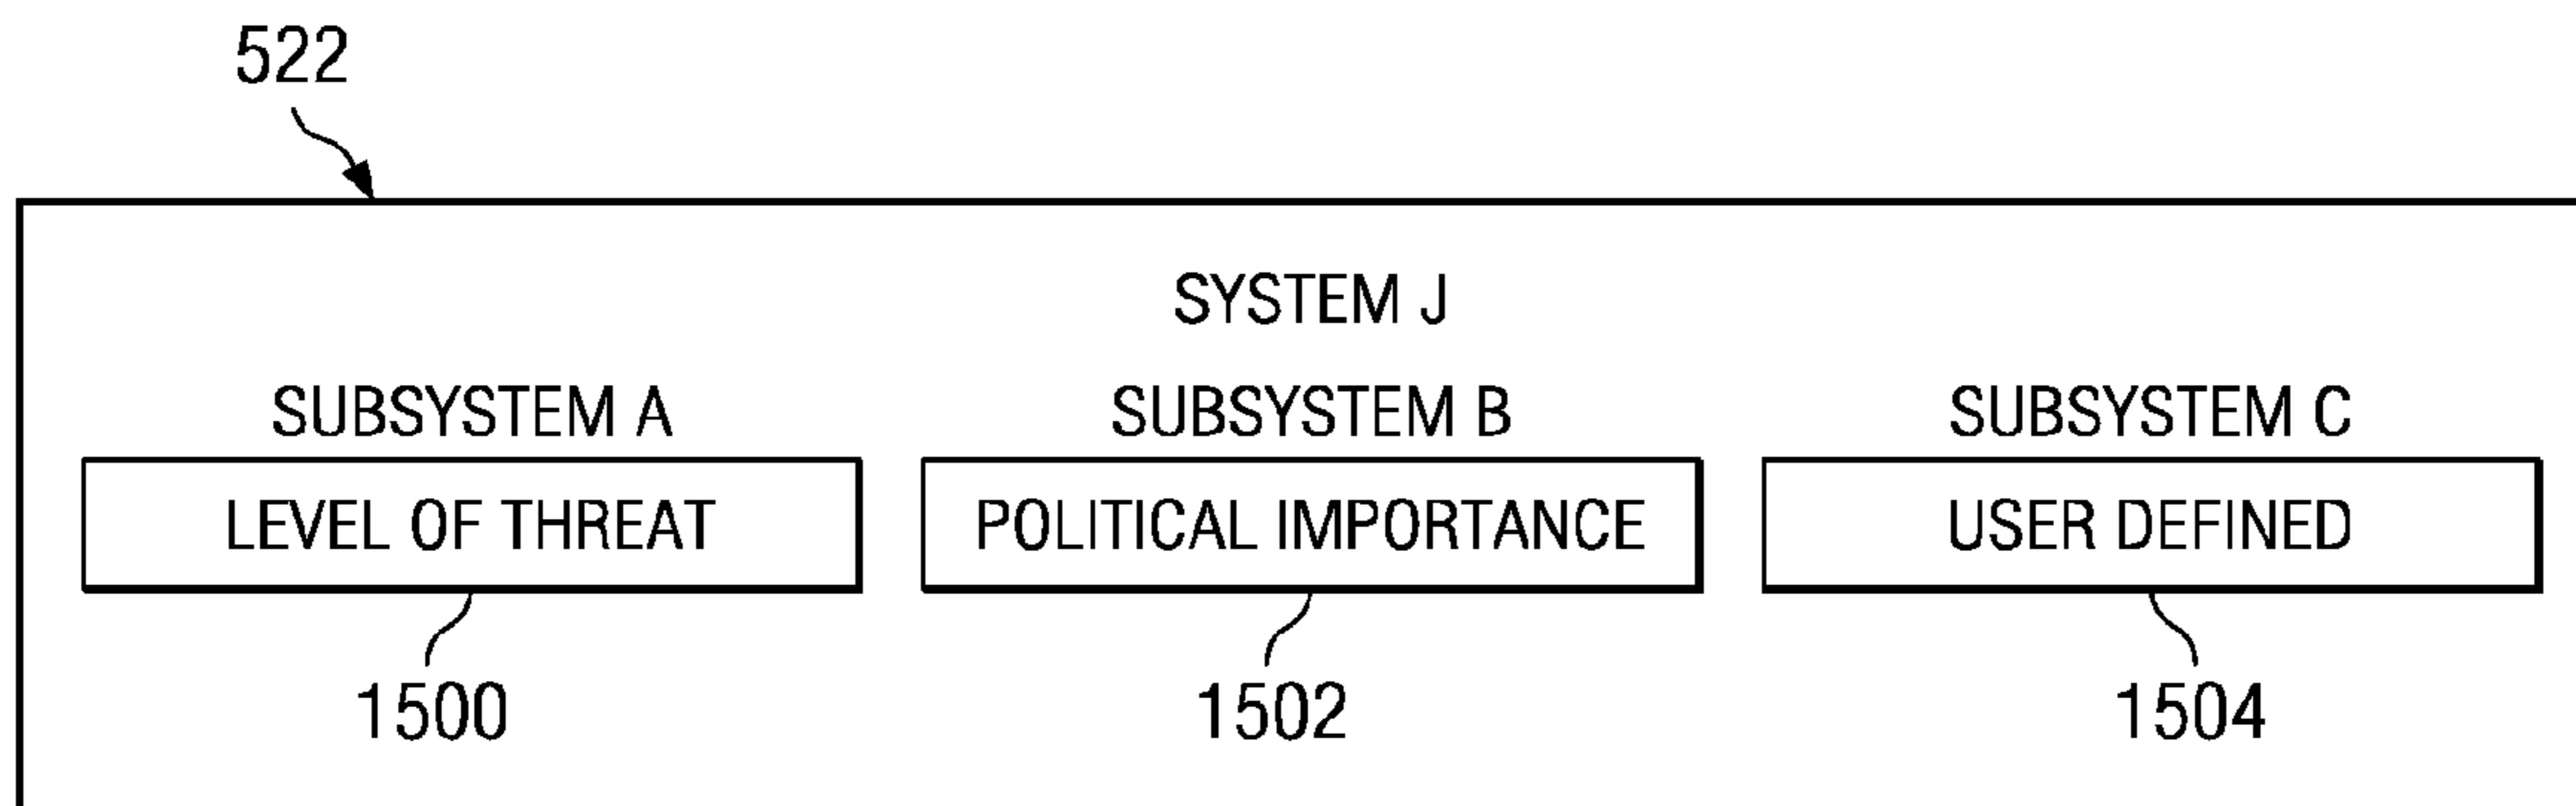 522
SYSTEM J
SUBSYSTEM A SUBSYSTEM B SUBSYSTEM C
LEVEL OF THREAT POLITICAL IMPORTANCE USER DEFINED
1500 1502 1504